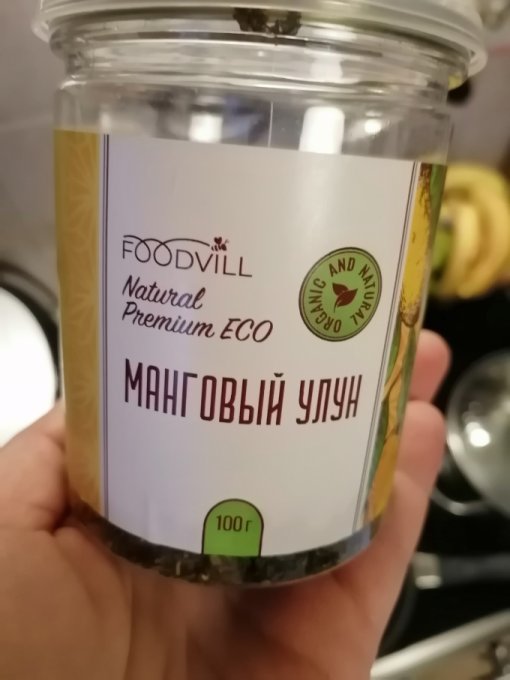 FOODVILL
Natural
Premium ECO
ORGANIC AND NATURAL
МАНГОВЫЙ УЛУН
100 г